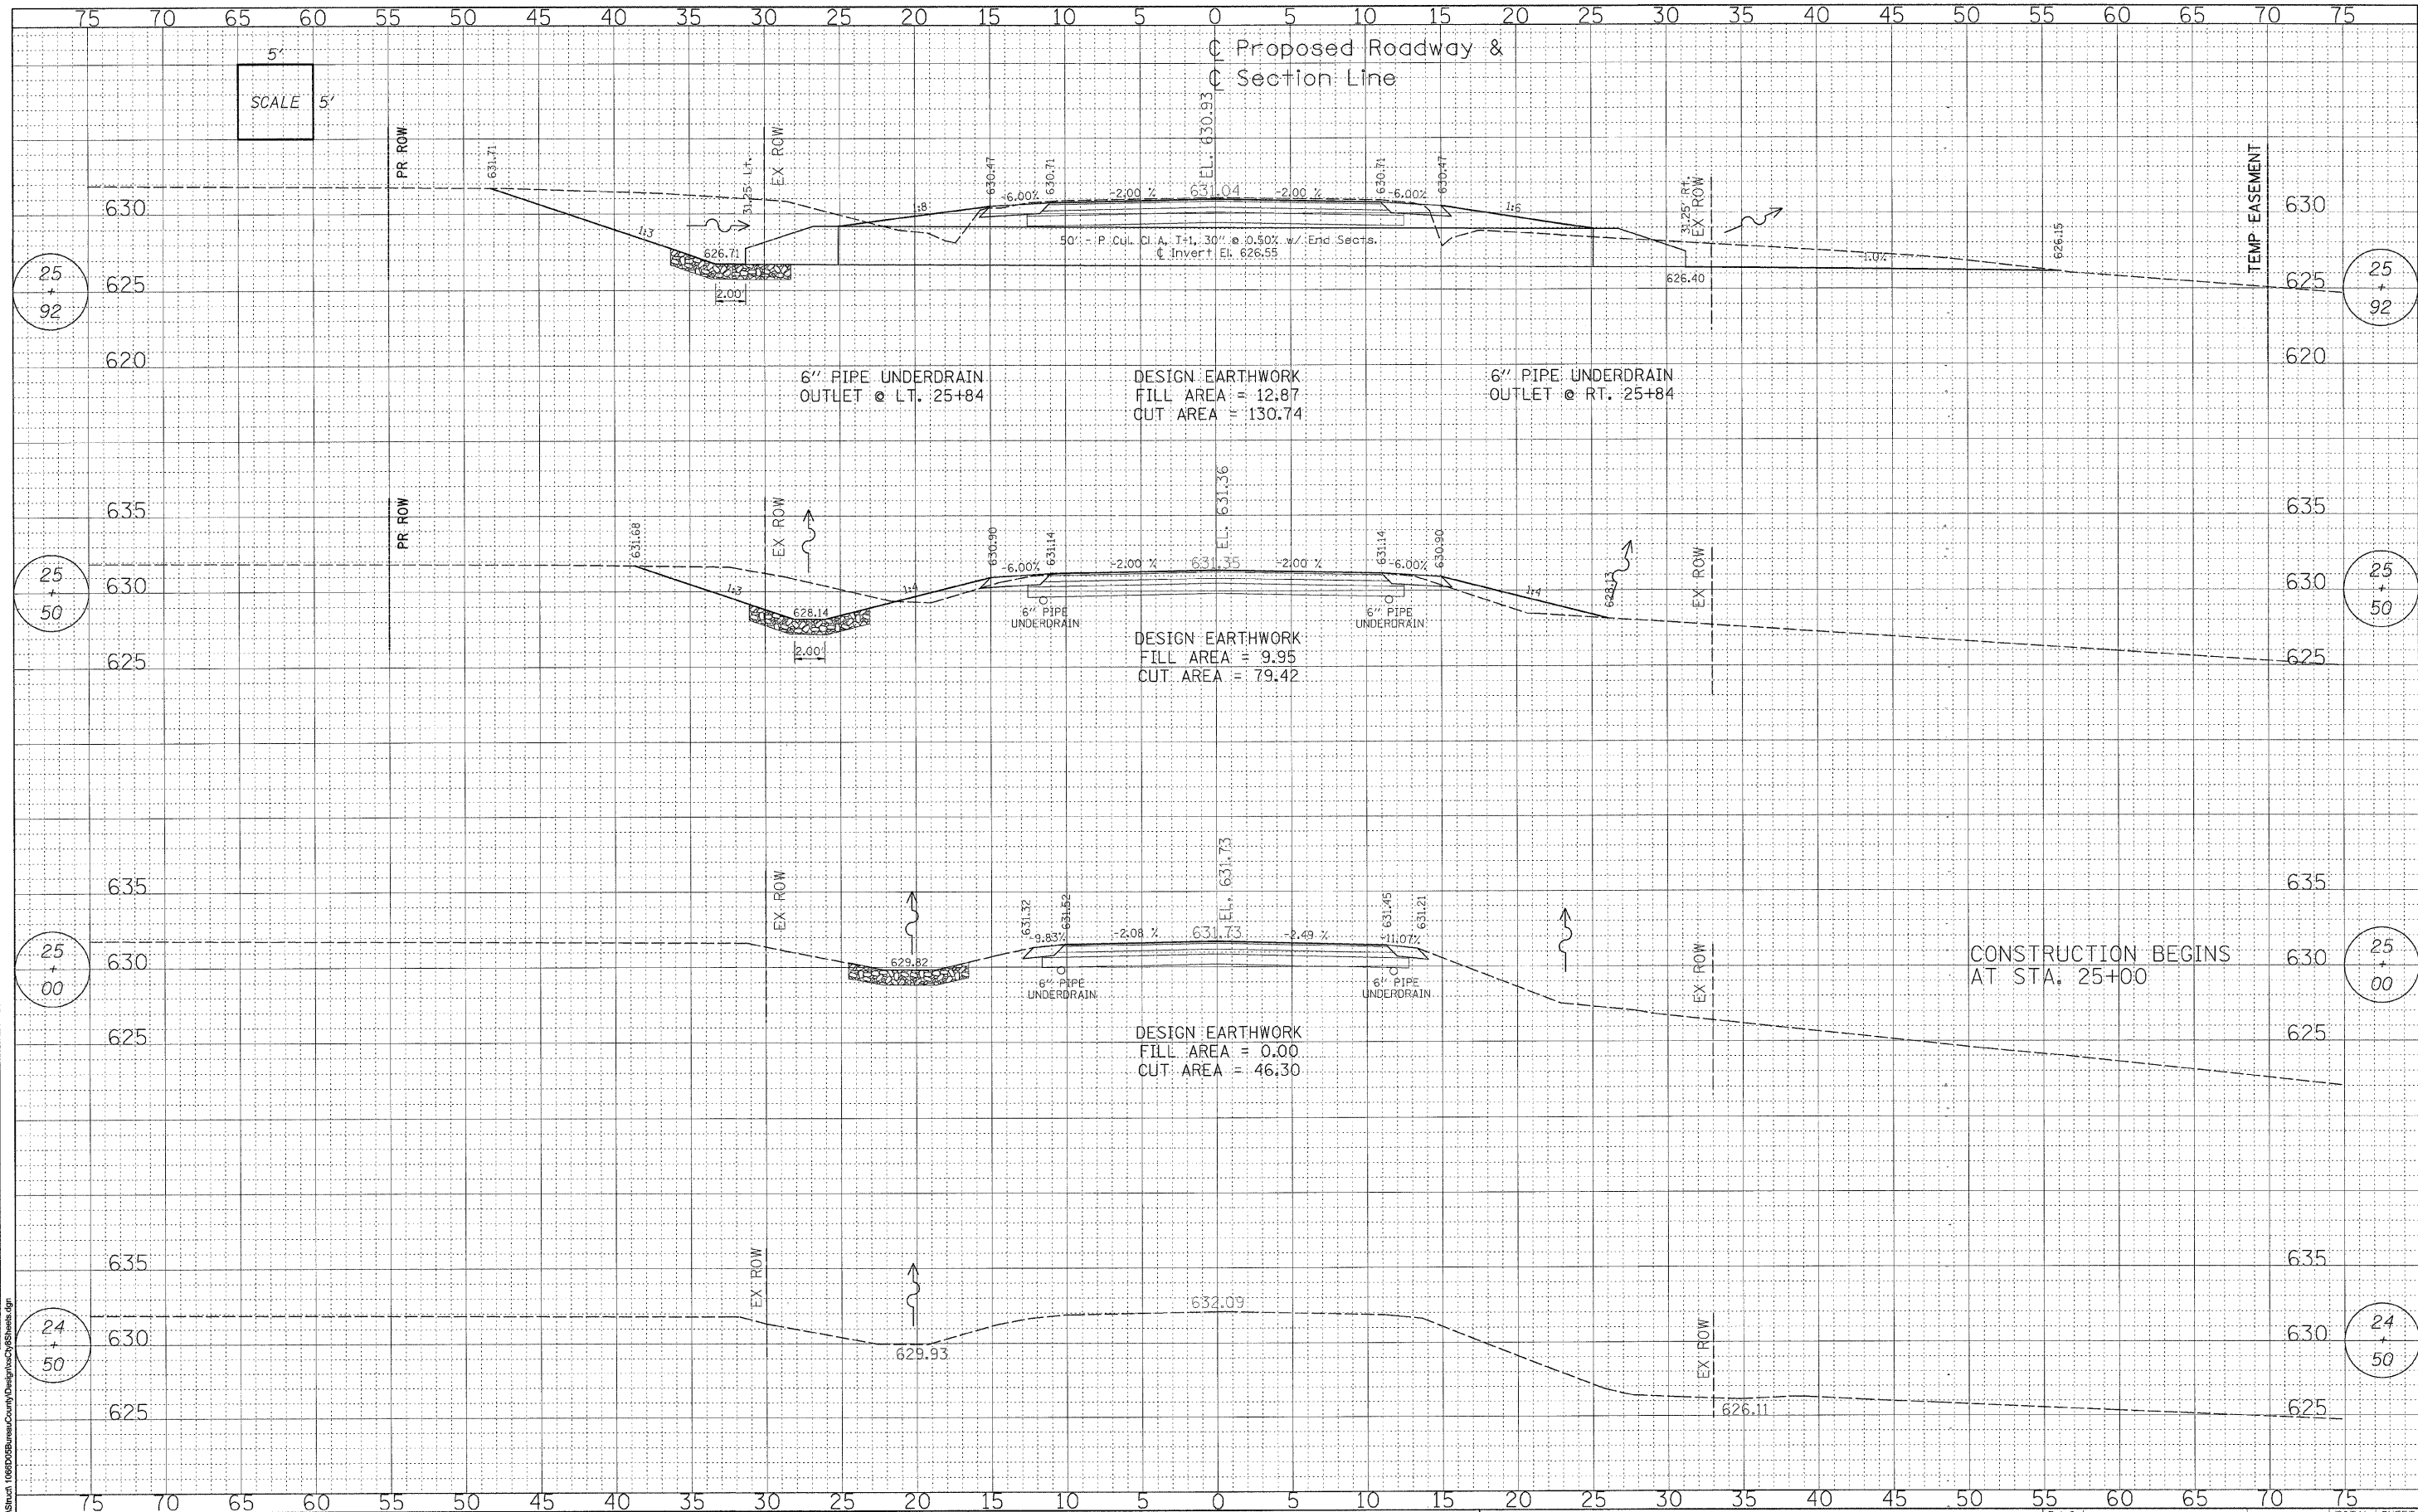 75 70 65 60 55 50 45 40 35 30 25 20 15 10 5 0 5 10 15 20 25 30 35 40 45 50 55 60 65 70 75
℄ Proposed Roadway &
℄ Section Line
5'
SCALE 5'
PR ROW
631.71
31.25' Lt.
EX ROW
630.47
630.71
EL. 630.93
630.71
630.47
31.25' Rt.
EX ROW
626.15
TEMP EASEMENT
630
1:3
1:8
-6.00%
-2.00 %
631.04
-2.00 %
-6.00%
1:6
630
50' - P Cul. Cl A, T-1, 30" @ 0.50% w/ End Sects.
℄ Invert El. 626.55
626.71
2.00'
626.40
-1.0%
25 + 92
625
625
25 + 92
620
620
6" PIPE UNDERDRAIN
OUTLET @ LT. 25+84
DESIGN EARTHWORK
FILL AREA = 12.87
CUT AREA = 130.74
6" PIPE UNDERDRAIN
OUTLET @ RT. 25+84
635
PR ROW
631.68
EX ROW
630.90
631.14
EL. 631.36
631.14
630.90
628.13
EX ROW
635
25 + 50
630
1:3
628.14
2.00'
1:4
-6.00%
-2.00 %
631.35
-2.00 %
-6.00%
1:4
630
25 + 50
6" PIPE
UNDERDRAIN
6" PIPE
UNDERDRAIN
DESIGN EARTHWORK
FILL AREA = 9.95
CUT AREA = 79.42
625
625
635
EX ROW
631.32
631.52
EL. 631.73
631.45
631.21
EX ROW
635
25 + 00
630
629.82
-9.83%
-2.08 %
631.73
-2.49 %
-11.07%
630
25 + 00
CONSTRUCTION BEGINS
AT STA. 25+00
6" PIPE
UNDERDRAIN
6" PIPE
UNDERDRAIN
625
625
DESIGN EARTHWORK
FILL AREA = 0.00
CUT AREA = 46.30
635
EX ROW
635
24 + 50
630
629.93
632.09
EX ROW
630
24 + 50
625
626.11
625
75 70 65 60 55 50 45 40 35 30 25 20 15 10 5 0 5 10 15 20 25 30 35 40 45 50 55 60 65 70 75